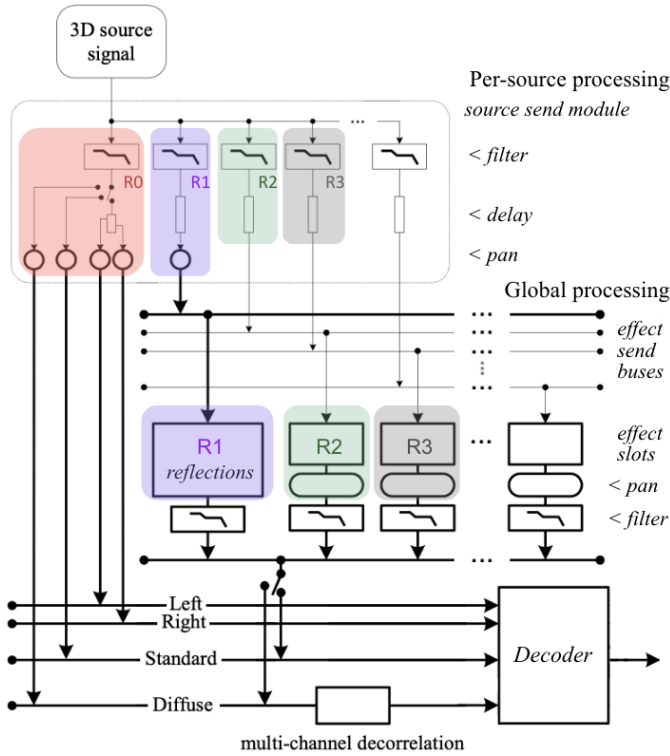 3D source
signal
Per-source processing
source send module
...
R0
R1
R2
R3
< filter
< delay
< pan
Global processing
...
effect
send
buses
...
...
...
R1
reflections
R2
R3
...
effect
slots
< pan
< filter
...
Left
Right
Standard
Diffuse
Decoder
multi-channel decorrelation